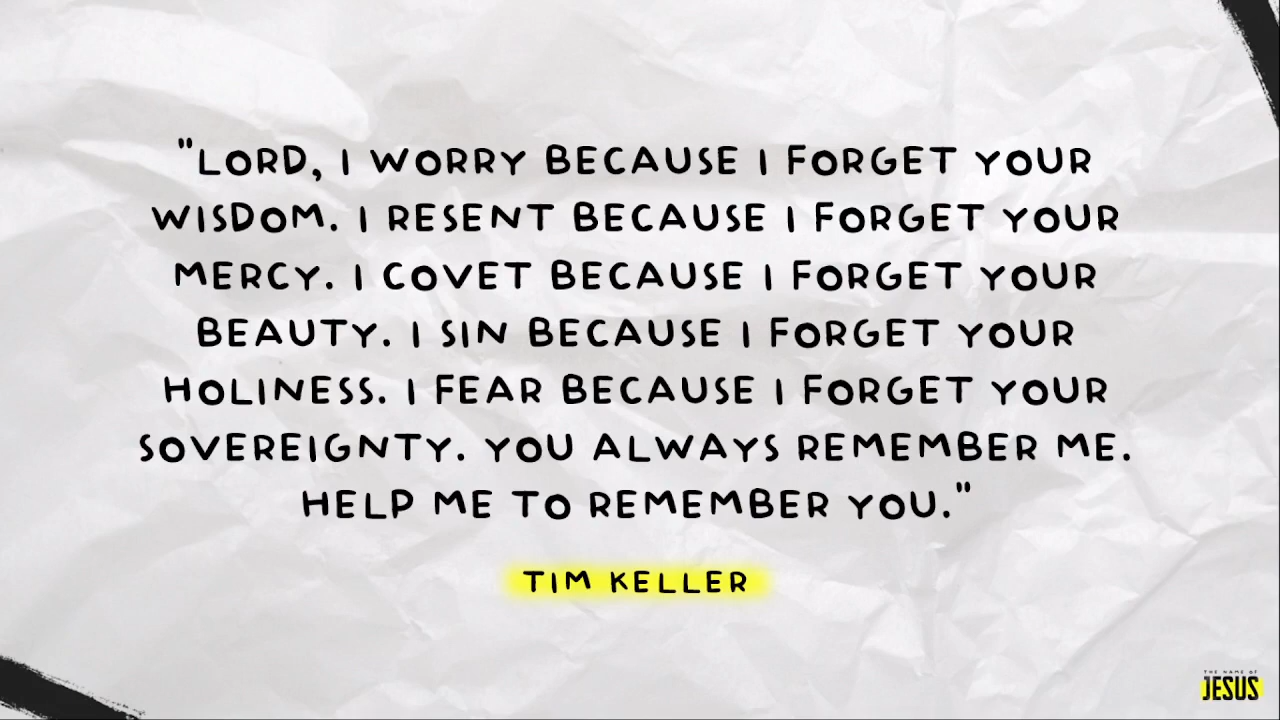 "LORD, I WORRY BECAUSE I FORGET YOUR
WISDOM. I RESENT BECAUSE I FORGET YOUR
MERCY. I COVET BECAUSE I FORGET YOUR
BEAUTY. I SIN BECAUSE I FORGET YOUR
HOLINESS. I FEAR BECAUSE I FORGET YOUR
SOVEREIGNTY. YOU ALWAYS REMEMBER ME.
HELP ME TO REMEMBER YOU."
TIM KELLER
THE NAME OF
JESUS